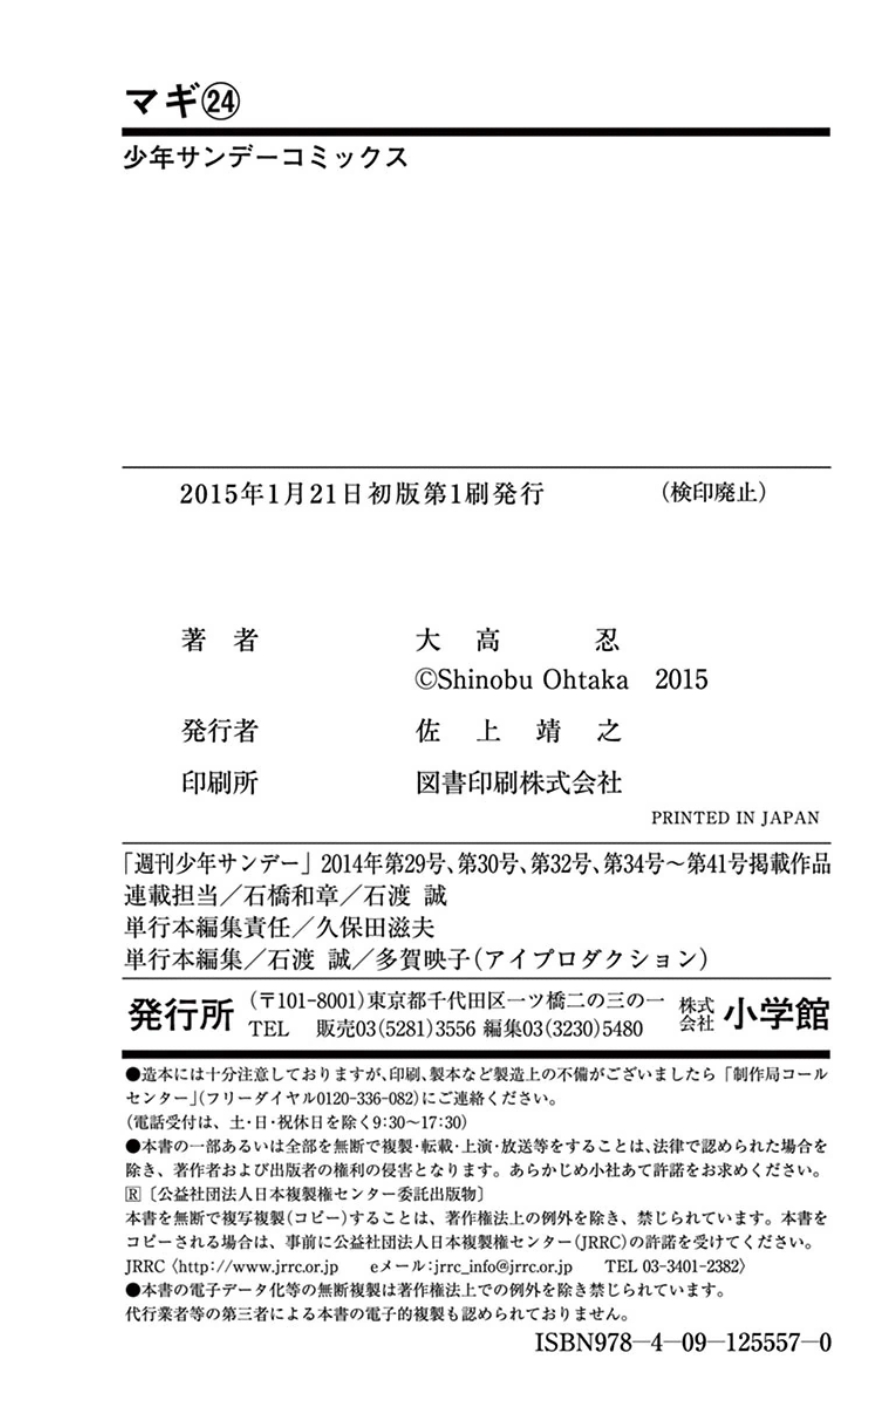 マギ㉔
少年サンデーコミックス
2015年1月21日初版第1刷発行 （検印廃止）
著 者 大 高 忍
©Shinobu Ohtaka 2015
発行者 佐 上 靖 之
印刷所 図書印刷株式会社
PRINTED IN JAPAN
「週刊少年サンデー」2014年第29号、第30号、第32号、第34号〜第41号掲載作品
連載担当／石橋和章／石渡 誠
単行本編集責任／久保田滋夫
単行本編集／石渡 誠／多賀映子（アイプロダクション）
発行所 （〒101-8001）東京都千代田区一ツ橋二の三の一 株式会社 小学館
TEL 販売03(5281)3556 編集03(3230)5480
●造本には十分注意しておりますが、印刷、製本など製造上の不備がございましたら「制作局コール
センター」（フリーダイヤル0120-336-082）にご連絡ください。
（電話受付は、土・日・祝休日を除く9:30〜17:30）
●本書の一部あるいは全部を無断で複製・転載・上演・放送等をすることは、法律で認められた場合を
除き、著作者および出版者の権利の侵害となります。あらかじめ小社あて許諾をお求めください。
🅁〔公益社団法人日本複製権センター委託出版物〕
本書を無断で複写複製（コピー）することは、著作権法上の例外を除き、禁じられています。本書を
コピーされる場合は、事前に公益社団法人日本複製権センター（JRRC）の許諾を受けてください。
JRRC〈http://www.jrrc.or.jp eメール:jrrc_info@jrrc.or.jp TEL 03-3401-2382〉
●本書の電子データ化等の無断複製は著作権法上での例外を除き禁じられています。
代行業者等の第三者による本書の電子的複製も認められておりません。
ISBN978-4-09-125557-0